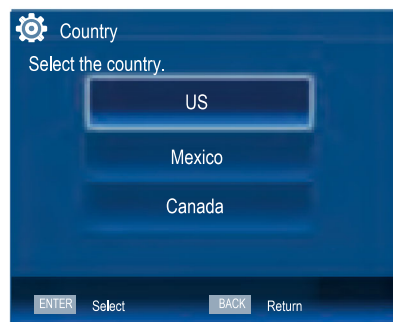 Country
Select the country.
US
Mexico
Canada
ENTER Select BACK Return